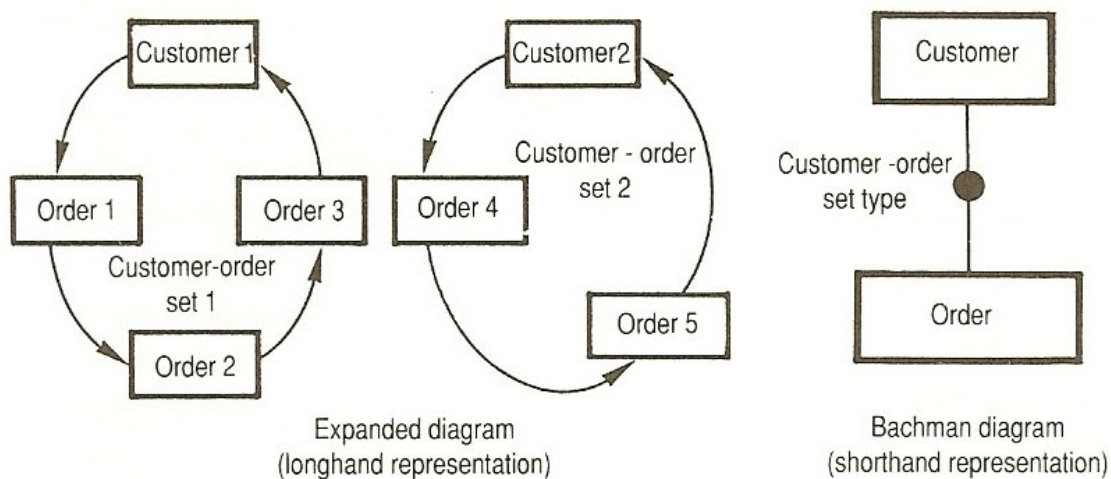 Customer 1
Order 1
Order 3
Customer-order
set 1
Order 2
Customer2
Customer - order
set 2
Order 4
Order 5
Expanded diagram
(longhand representation)
Customer
Customer -order
set type
Order
Bachman diagram
(shorthand representation)